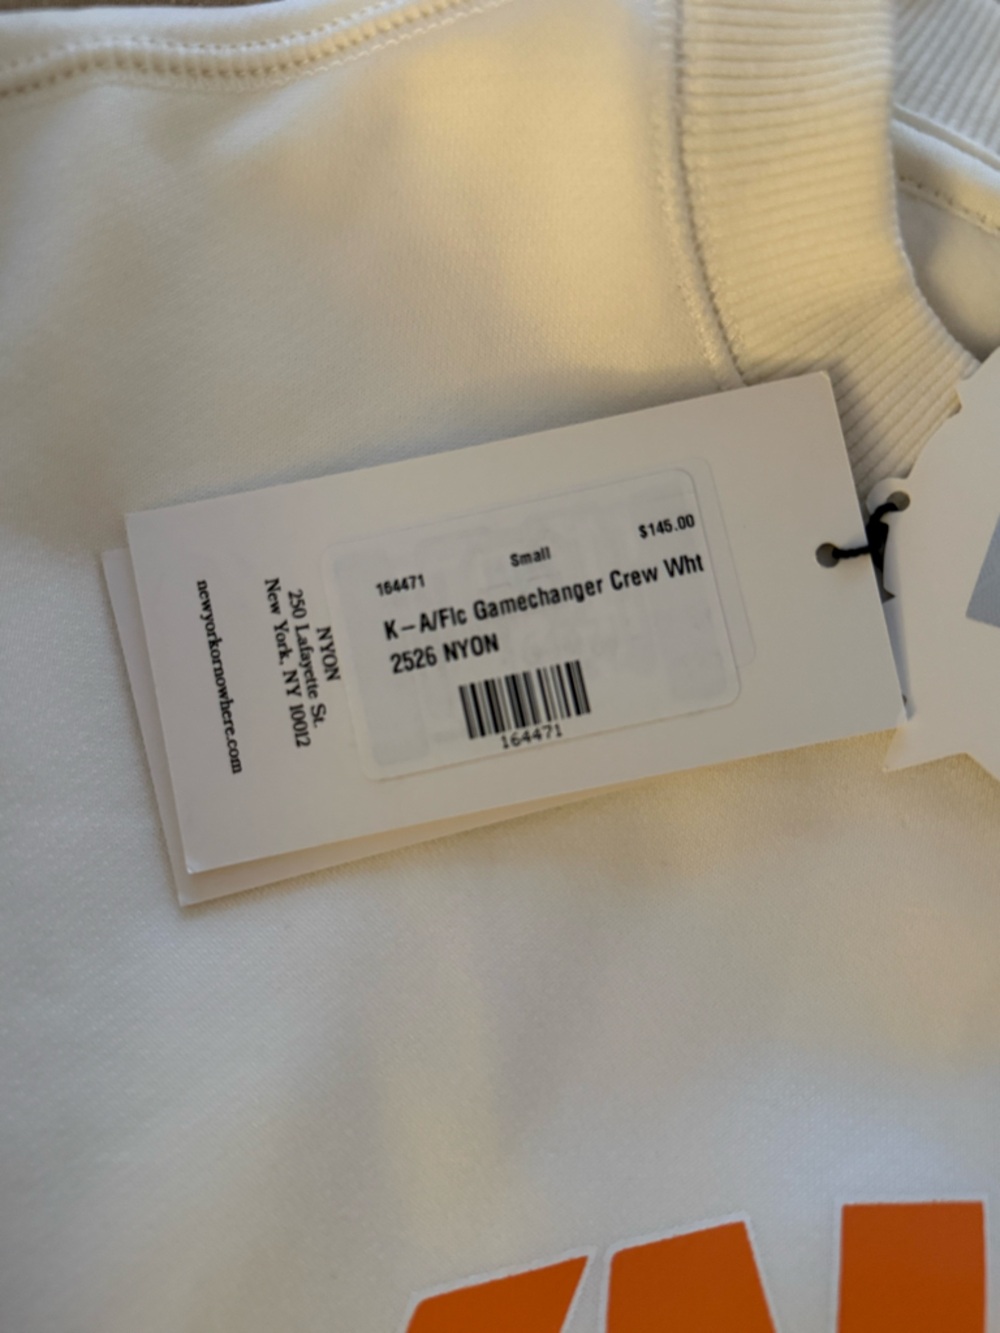 164471 Small $145.00
K-A/Flc Gamechanger Crew Wht
2526 NYON
164471
NYON
250 Lafayette St.
New York, NY 10012
newyorkornowhere.com